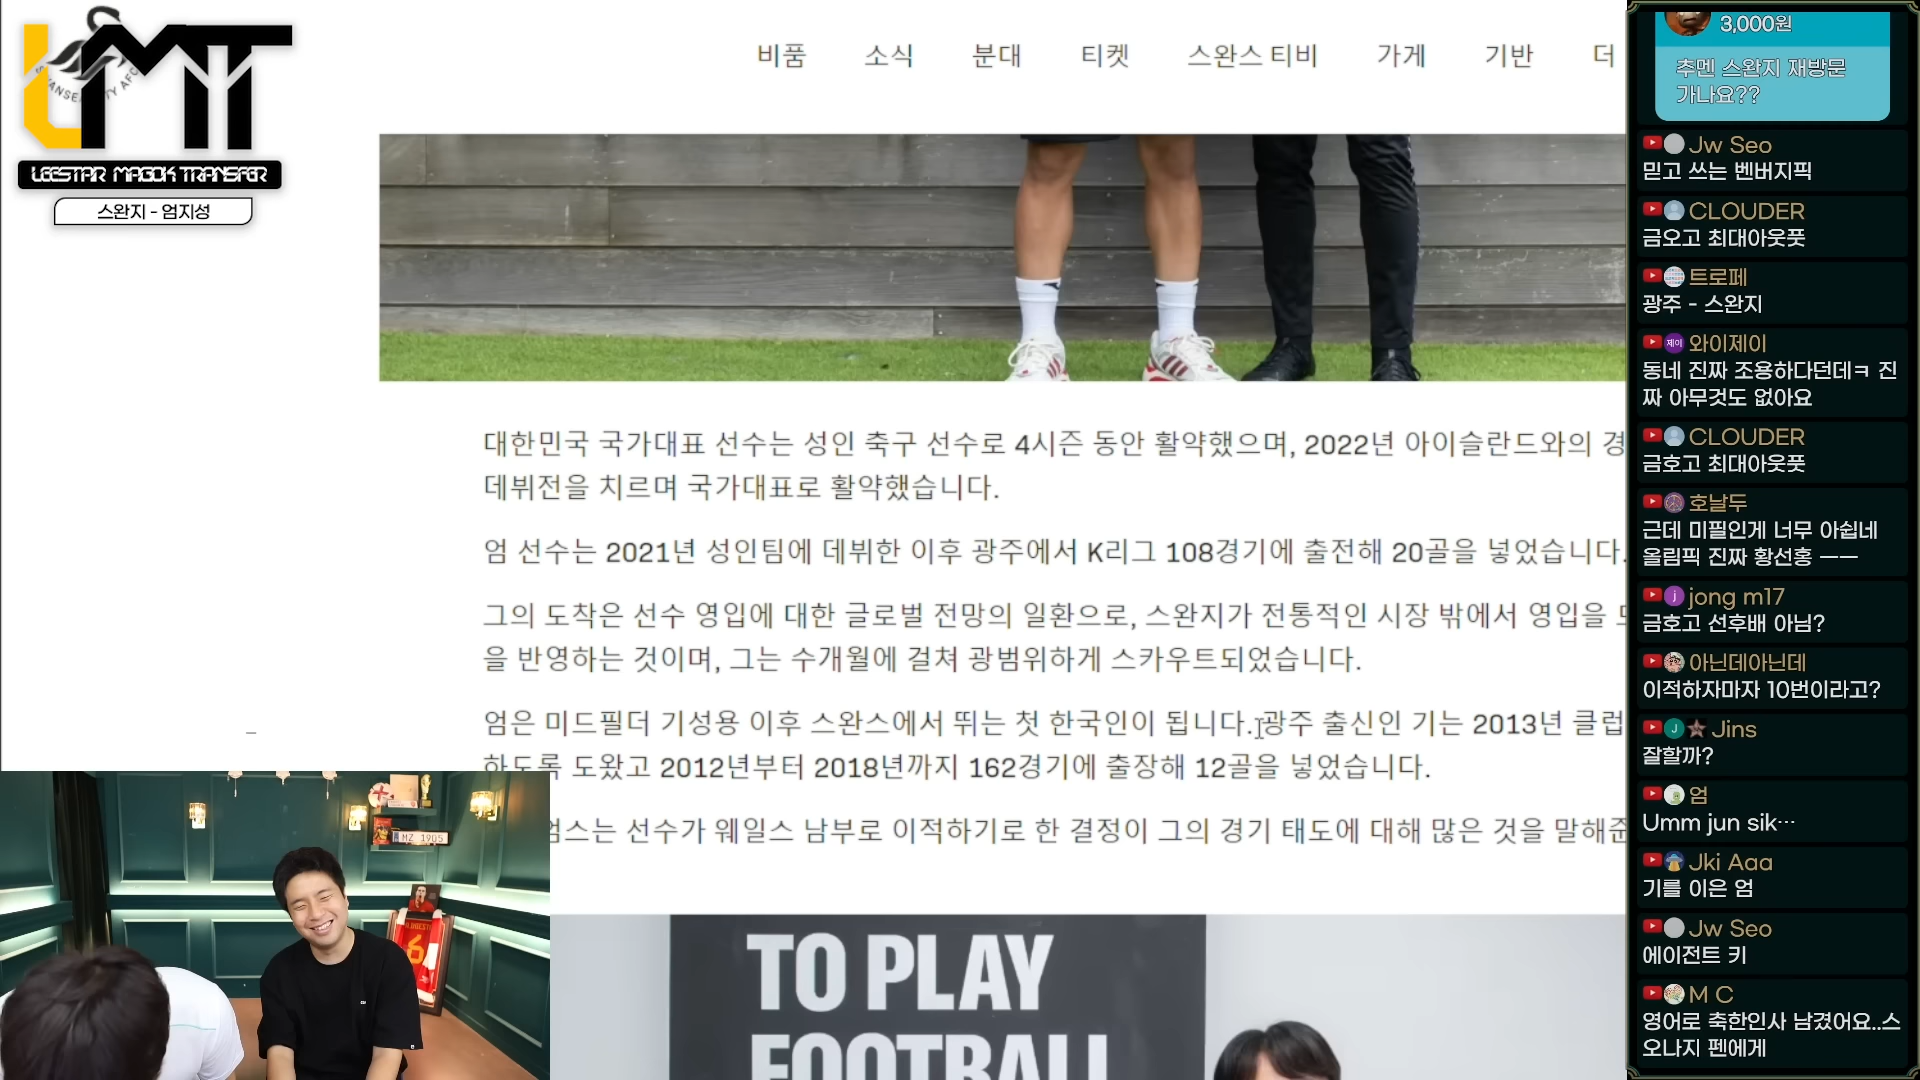 UMT
SWANSEA CITY AFC
LEESTAR MAGOK TRANSFER
스완지 - 엄지성
비품 소식 분대 티켓 스완스 티비 가게 기반 더
대한민국 국가대표 선수는 성인 축구 선수로 4시즌 동안 활약했으며, 2022년 아이슬란드와의 경
데뷔전을 치르며 국가대표로 활약했습니다.
엄 선수는 2021년 성인팀에 데뷔한 이후 광주에서 K리그 108경기에 출전해 20골을 넣었습니다.
그의 도착은 선수 영입에 대한 글로벌 전망의 일환으로, 스완지가 전통적인 시장 밖에서 영입을
을 반영하는 것이며, 그는 수개월에 걸쳐 광범위하게 스카우트되었습니다.
엄은 미드필더 기성용 이후 스완스에서 뛰는 첫 한국인이 됩니다. 광주 출신인 기는 2013년 클럽
하도록 도왔고 2012년부터 2018년까지 162경기에 출장해 12골을 넣었습니다.
엄스는 선수가 웨일스 남부로 이적하기로 한 결정이 그의 경기 태도에 대해 많은 것을 말해준
TO PLAY
FOOTBALL
MZ 1905
6
3,000원
추멘 스완지 재방문
가나요??
Jw Seo
믿고 쓰는 벤버지픽
CLOUDER
금오고 최대아웃풋
트로페
광주 - 스완지
제이 와이제이
동네 진짜 조용하다던데ㅋ 진
짜 아무것도 없아요
CLOUDER
금호고 최대아웃풋
호날두
근데 미필인게 너무 아쉽네
올림픽 진짜 황선홍 ㅡㅡ
j jong m17
금호고 선후배 아님?
아닌데아닌데
이적하자마자 10번이라고?
J Jins
잘할까?
엄
Umm jun sik…
Jki Aaa
기를 이은 엄
Jw Seo
에이전트 키
M C
영어로 축한인사 남겼어요..스
오나지 펜에게